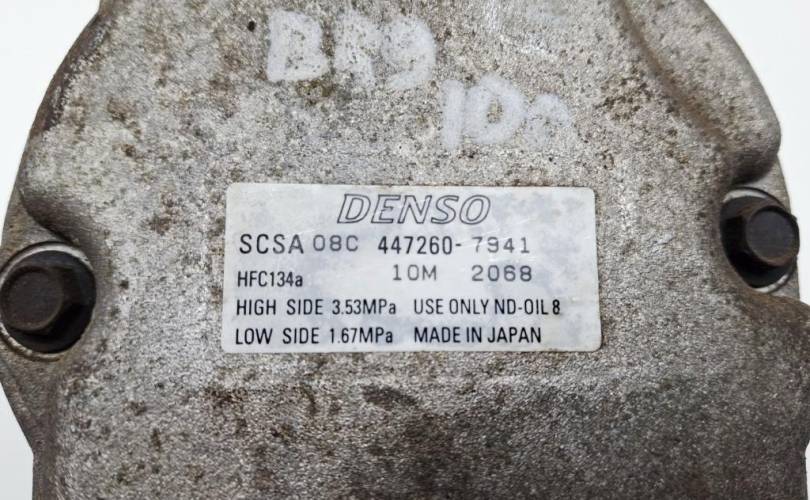 BR9
DENSO
SCSA 08C 447260-7941
HFC134a 10M 2068
HIGH SIDE 3.53MPa USE ONLY ND-OIL 8
LOW SIDE 1.67MPa MADE IN JAPAN